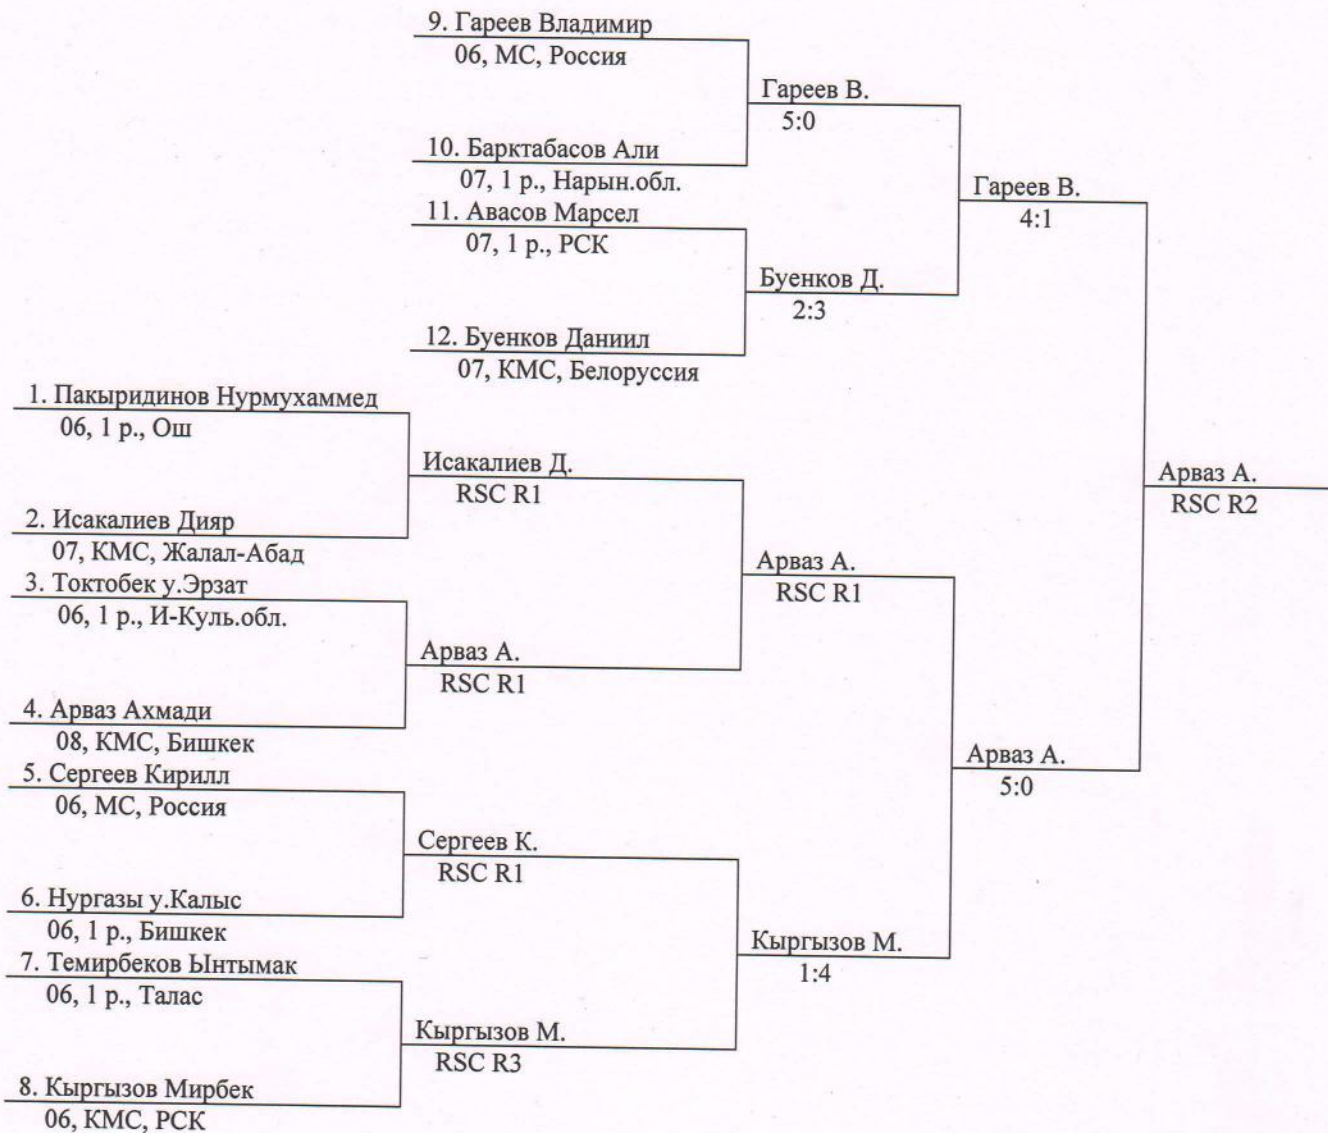 9. Гареев Владимир
06, МС, Россия
Гареев В.
5:0
10. Барктабасов Али
07, 1 р., Нарын.обл.
Гареев В.
4:1
11. Авасов Марсел
07, 1 р., РСК
Буенков Д.
2:3
12. Буенков Даниил
07, КМС, Белоруссия
1. Пакыридинов Нурмухаммед
06, 1 р., Ош
Исакалиев Д.
RSC R1
Арваз А.
RSC R2
2. Исакалиев Дияр
07, КМС, Жалал-Абад
Арваз А.
RSC R1
3. Токтобек у.Эрзат
06, 1 р., И-Куль.обл.
Арваз А.
RSC R1
4. Арваз Ахмади
08, КМС, Бишкек
Арваз А.
5:0
5. Сергеев Кирилл
06, МС, Россия
Сергеев К.
RSC R1
6. Нургазы у.Калыс
06, 1 р., Бишкек
Кыргызов М.
1:4
7. Темирбеков Ынтымак
06, 1 р., Талас
Кыргызов М.
RSC R3
8. Кыргызов Мирбек
06, КМС, РСК